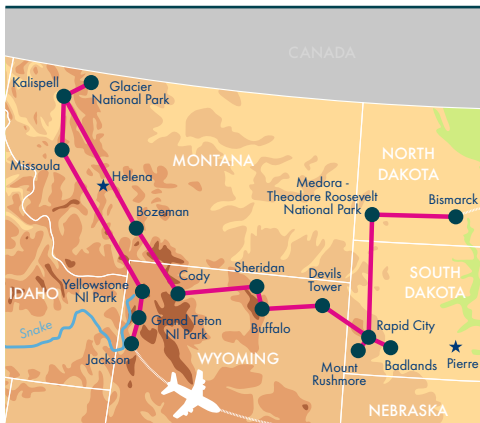 CANADA
Kalispell
Glacier
National Park
Missoula
Helena
MONTANA
NORTH
DAKOTA
Medora -
Theodore Roosevelt
National Park
Bismarck
Bozeman
Yellowstone
Nl Park
Cody
Sheridan
Devils
Tower
SOUTH
DAKOTA
IDAHO
Snake
Grand Teton
Nl Park
Buffalo
Rapid City
Jackson
WYOMING
Mount
Rushmore
Badlands
Pierre
NEBRASKA